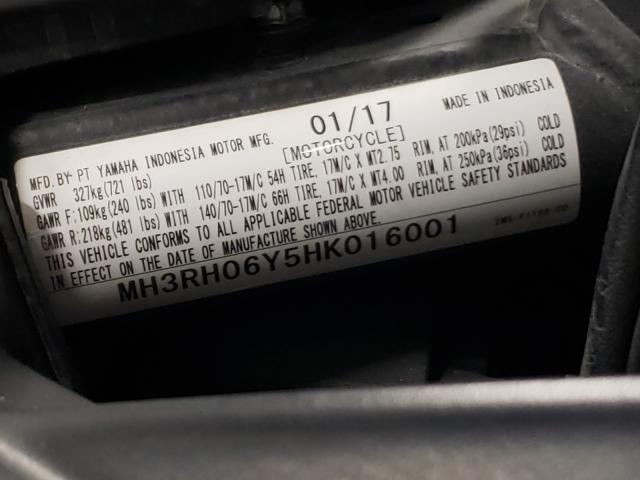 MFD. BY: PT YAMAHA INDONESIA MOTOR MFG. 01/17 MADE IN INDONESIA
GVWR 327kg(721 lbs) [MOTORCYCLE]
GAWR F:109kg(240 lbs) WITH 110/70-17M/C 54H TIRE, 17M/C X MT2.75 RIM, AT 200kPa(29psi) COLD
GAWR R:218kg(481 lbs) WITH 140/70-17M/C 66H TIRE, 17M/C X MT4.00 RIM, AT 250kPa(36psi) COLD
THIS VEHICLE CONFORMS TO ALL APPLICABLE FEDERAL MOTOR VEHICLE SAFETY STANDARDS
IN EFFECT ON THE DATE OF MANUFACTURE SHOWN ABOVE.
MH3RH06Y5HK016001